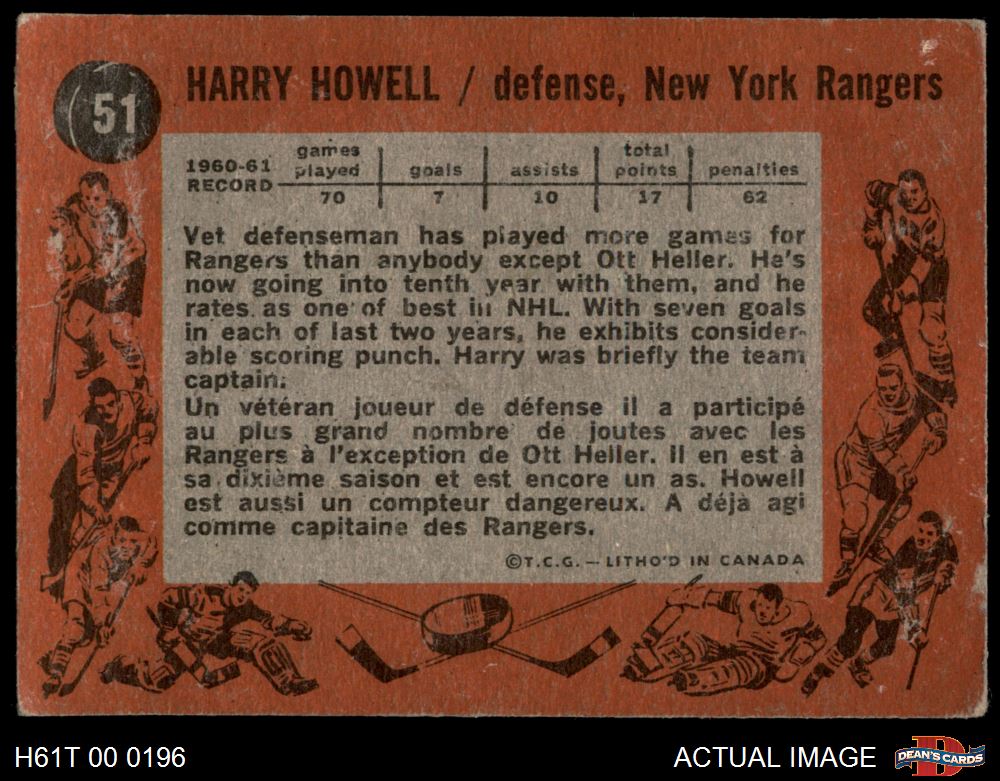 51
HARRY HOWELL / defense, New York Rangers
1960-61 RECORD
games played goals assists total points penalties
70 7 10 17 62
Vet defenseman has played more games for
Rangers than anybody except Ott Heller. He's
now going into tenth year with them, and he
rates as one of best in NHL. With seven goals
in each of last two years, he exhibits consider-
able scoring punch. Harry was briefly the team
captain.
Un vétéran joueur de défense il a participé
au plus grand nombre de joutes avec les
Rangers à l'exception de Ott Heller. Il en est à
sa dixième saison et est encore un as. Howell
est aussi un compteur dangereux. A déjà agi
comme capitaine des Rangers.
©T.C.G. — LITHO'D IN CANADA
H61T 00 0196
ACTUAL IMAGE
DEAN'S CARDS